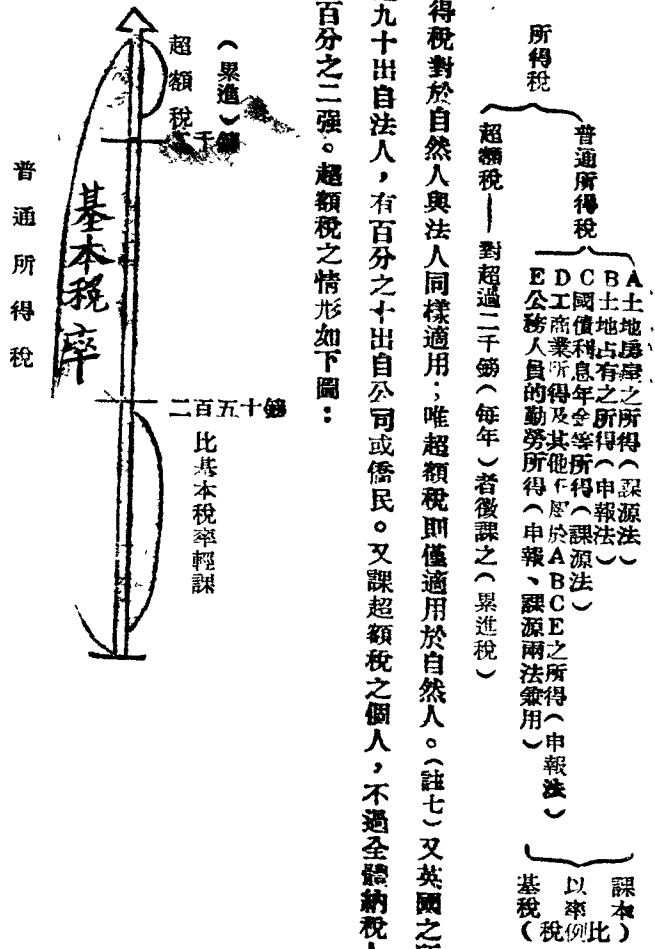 所得稅
普通所得稅
A土地房屋之所得（課源法）
B土地占有之所得（申報法）
C國債利息年金等所得（課源法）
D工商業所得及其他不屬於ABCE之所得（申報法）
E公務人員的勤勞所得（申報、課源兩法兼用）
課以基
本率稅
（比例稅）
超額稅——對超過二千鎊（每年）者徵課之（累進稅）
得稅對於自然人與法人同樣適用；唯超額稅則僅適用於自然人。（註七）又英國之所
九十出自法人，有百分之十出自公司或僑民。又課超額稅之個人，不過全體納稅人
百分之二强。超額稅之情形如下圖：
（累進）
超額稅
二千鎊
基本稅率
普通所得稅
二百五十鎊
比基本稅率輕課